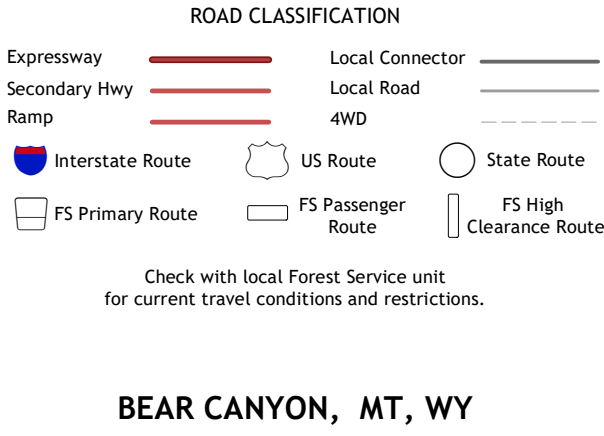 ROAD CLASSIFICATION
Expressway
Local Connector
Secondary Hwy
Local Road
Ramp
4WD
Interstate Route
US Route
State Route
FS Primary Route
FS Passenger
Route
FS High
Clearance Route
Check with local Forest Service unit
for current travel conditions and restrictions.
BEAR CANYON, MT, WY